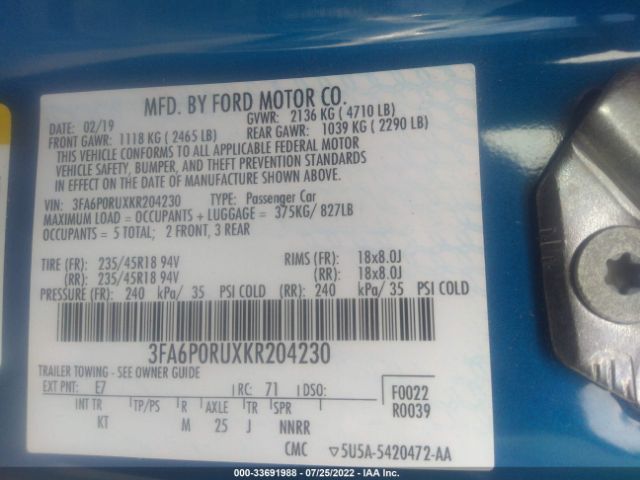 MFD. BY FORD MOTOR CO.
DATE: 02/19 GVWR: 2136 KG ( 4710 LB)
FRONT GAWR: 1118 KG ( 2465 LB) REAR GAWR: 1039 KG ( 2290 LB)
THIS VEHICLE CONFORMS TO ALL APPLICABLE FEDERAL MOTOR
VEHICLE SAFETY, BUMPER, AND THEFT PREVENTION STANDARDS
IN EFFECT ON THE DATE OF MANUFACTURE SHOWN ABOVE.
VIN: 3FA6P0RUXKR204230 TYPE: Passenger Car
MAXIMUM LOAD = OCCUPANTS + LUGGAGE = 375KG/ 827LB
OCCUPANTS = 5 TOTAL; 2 FRONT, 3 REAR
TIRE (FR): 235/45R18 94V RIMS (FR): 18x8.0J
(RR): 235/45R18 94V (RR): 18x8.0J
PRESSURE (FR): 240 kPa/ 35 PSI COLD (RR): 240 kPa/ 35 PSI COLD
3FA6P0RUXKR204230
TRAILER TOWING - SEE OWNER GUIDE
EXT PNT: E7 RC: 71 DSO: F0022
INT TR TP/PS R AXLE TR SPR R0039
KT M 25 J NNRR
CMC ▽5U5A-5420472-AA
000-33691988 - 07/25/2022 - IAA Inc.